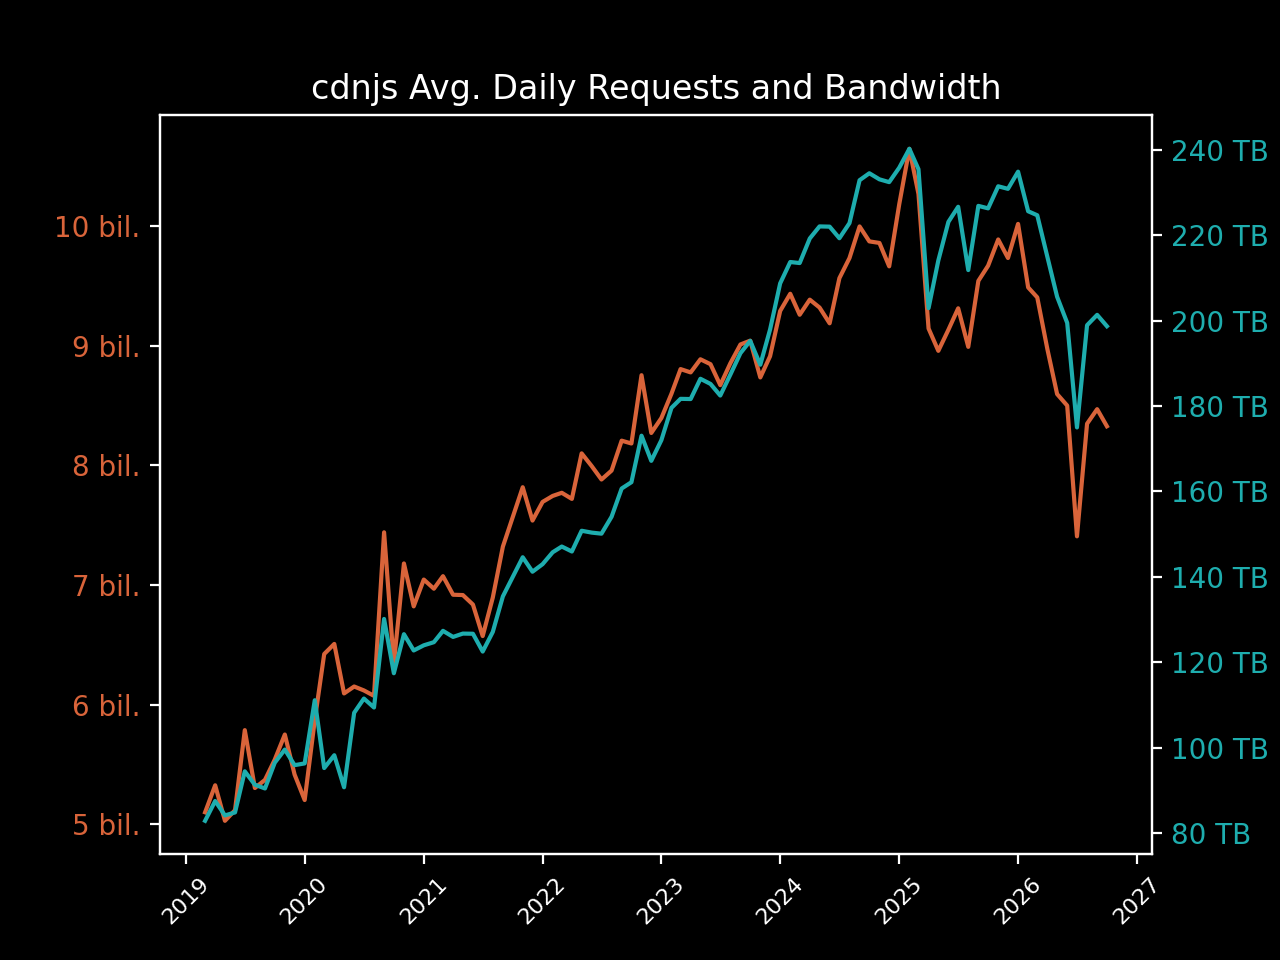 cdnjs Avg. Daily Requests and Bandwidth
10 bil.
9 bil.
8 bil.
7 bil.
6 bil.
5 bil.
240 TB
220 TB
200 TB
180 TB
160 TB
140 TB
120 TB
100 TB
80 TB
2019
2020
2021
2022
2023
2024
2025
2026
2027